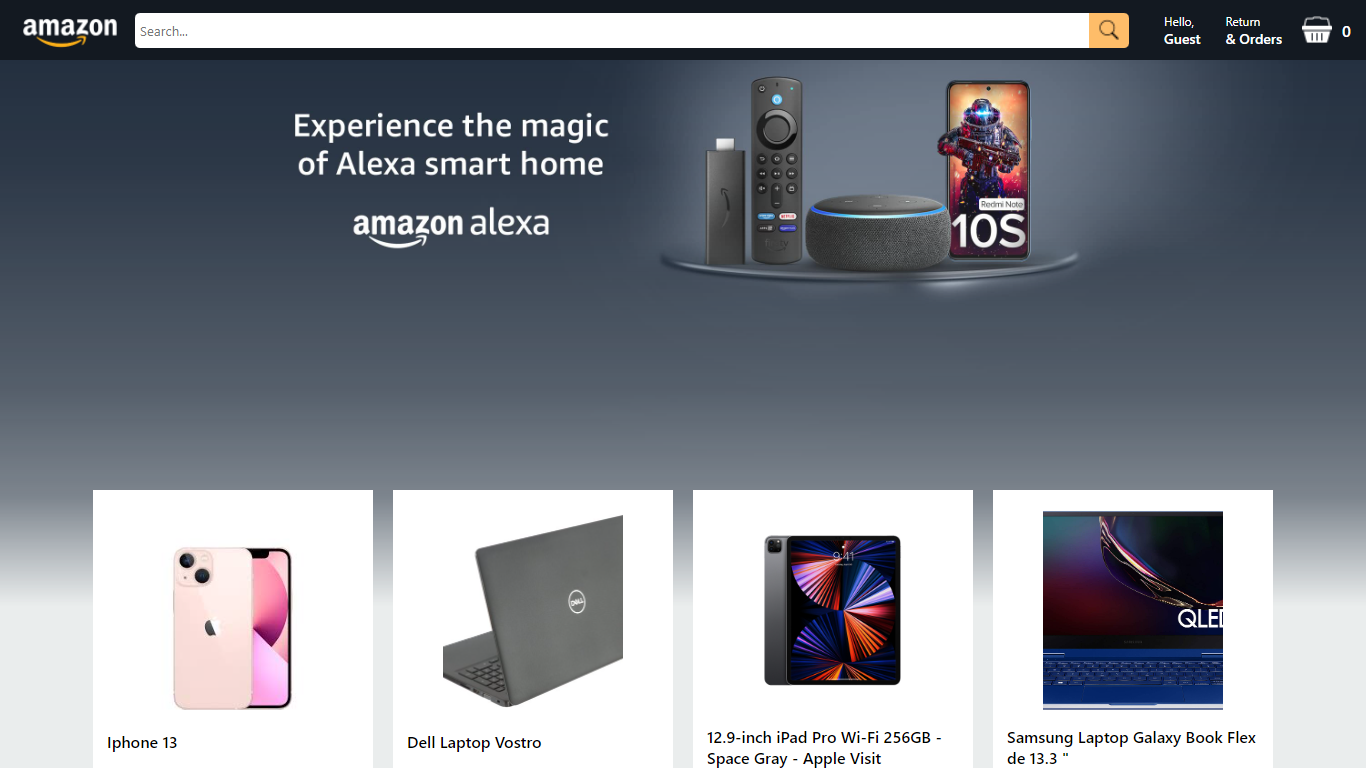 amazon
Search...
Hello,
Guest
Return
& Orders
0
Experience the magic
of Alexa smart home
amazon alexa
Redmi Note
10S
9:41
DELL
QLED
Iphone 13
Dell Laptop Vostro
12.9-inch iPad Pro Wi-Fi 256GB -
Space Gray - Apple Visit
Samsung Laptop Galaxy Book Flex
de 13.3 "